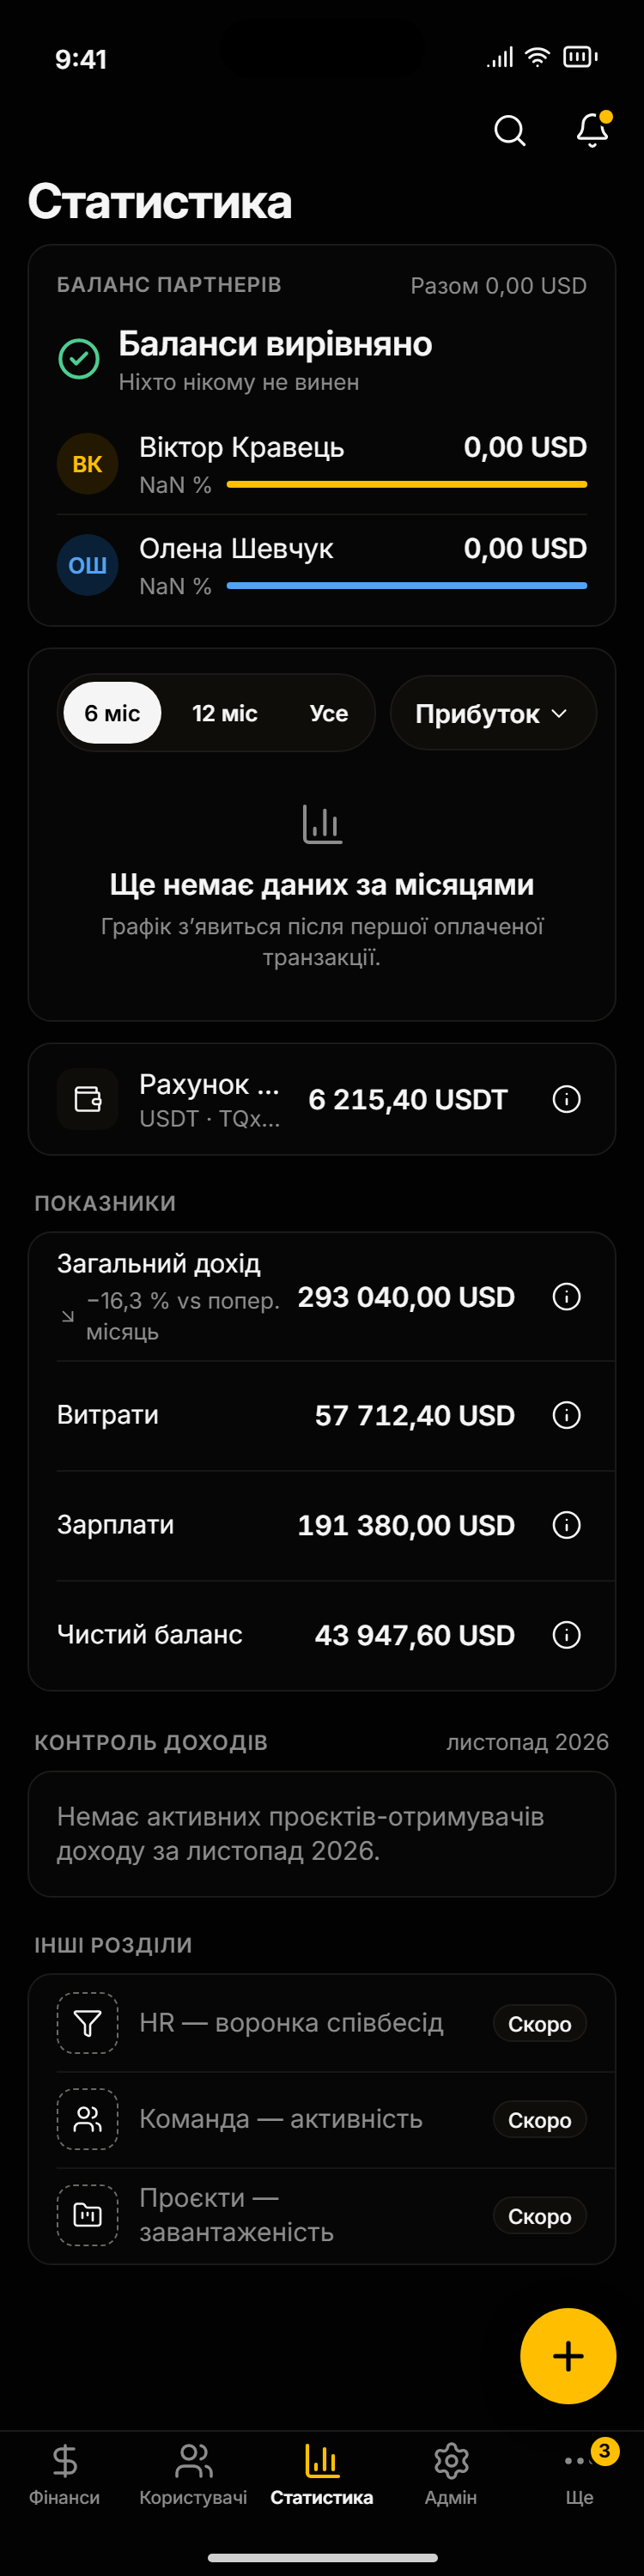 9:41
Статистика
БАЛАНС ПАРТНЕРІВ
Разом 0,00 USD
Баланси вирівняно
Ніхто нікому не винен
ВК
Віктор Кравець
0,00 USD
NaN %
ОШ
Олена Шевчук
0,00 USD
NaN %
6 міс
12 міс
Усе
Прибуток
Ще немає даних за місяцями
Графік з’явиться після першої оплаченої
транзакції.
Рахунок ...
USDT · TQx...
6 215,40 USDT
ПОКАЗНИКИ
Загальний дохід
−16,3 % vs попер.
місяць
293 040,00 USD
Витрати
57 712,40 USD
Зарплати
191 380,00 USD
Чистий баланс
43 947,60 USD
КОНТРОЛЬ ДОХОДІВ
листопад 2026
Немає активних проєктів-отримувачів
доходу за листопад 2026.
ІНШІ РОЗДІЛИ
HR — воронка співбесід
Скоро
Команда — активність
Скоро
Проєкти —
завантаженість
Скоро
3
Фінанси
Користувачі
Статистика
Адмін
Ще